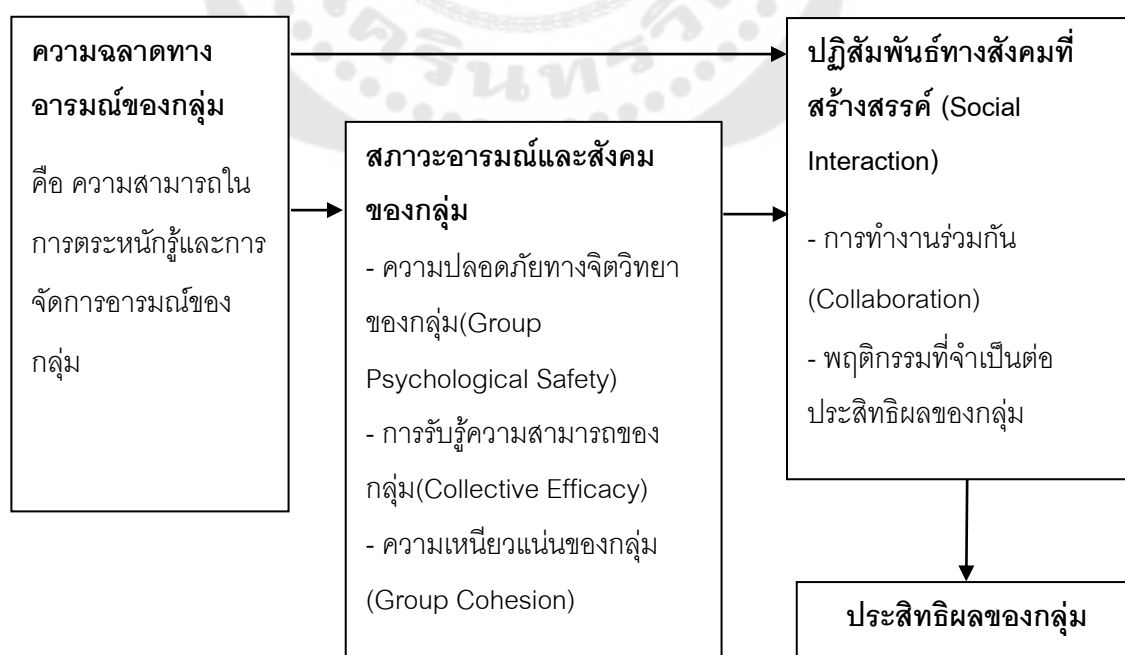 ความฉลาดทาง
อารมณ์ของกลุ่ม
คือ ความสามารถใน
การตระหนักรู้และการ
จัดการอารมณ์ของ
กลุ่ม
สภาวะอารมณ์และสังคม
ของกลุ่ม
- ความปลอดภัยทางจิตวิทยา
ของกลุ่ม(Group
Psychological Safety)
- การรับรู้ความสามารถของ
กลุ่ม(Collective Efficacy)
- ความเหนียวแน่นของกลุ่ม
(Group Cohesion)
ปฏิสัมพันธ์ทางสังคมที่
สร้างสรรค์ (Social
Interaction)
- การทำงานร่วมกัน
(Collaboration)
- พฤติกรรมที่จำเป็นต่อ
ประสิทธิผลของกลุ่ม
ประสิทธิผลของกลุ่ม